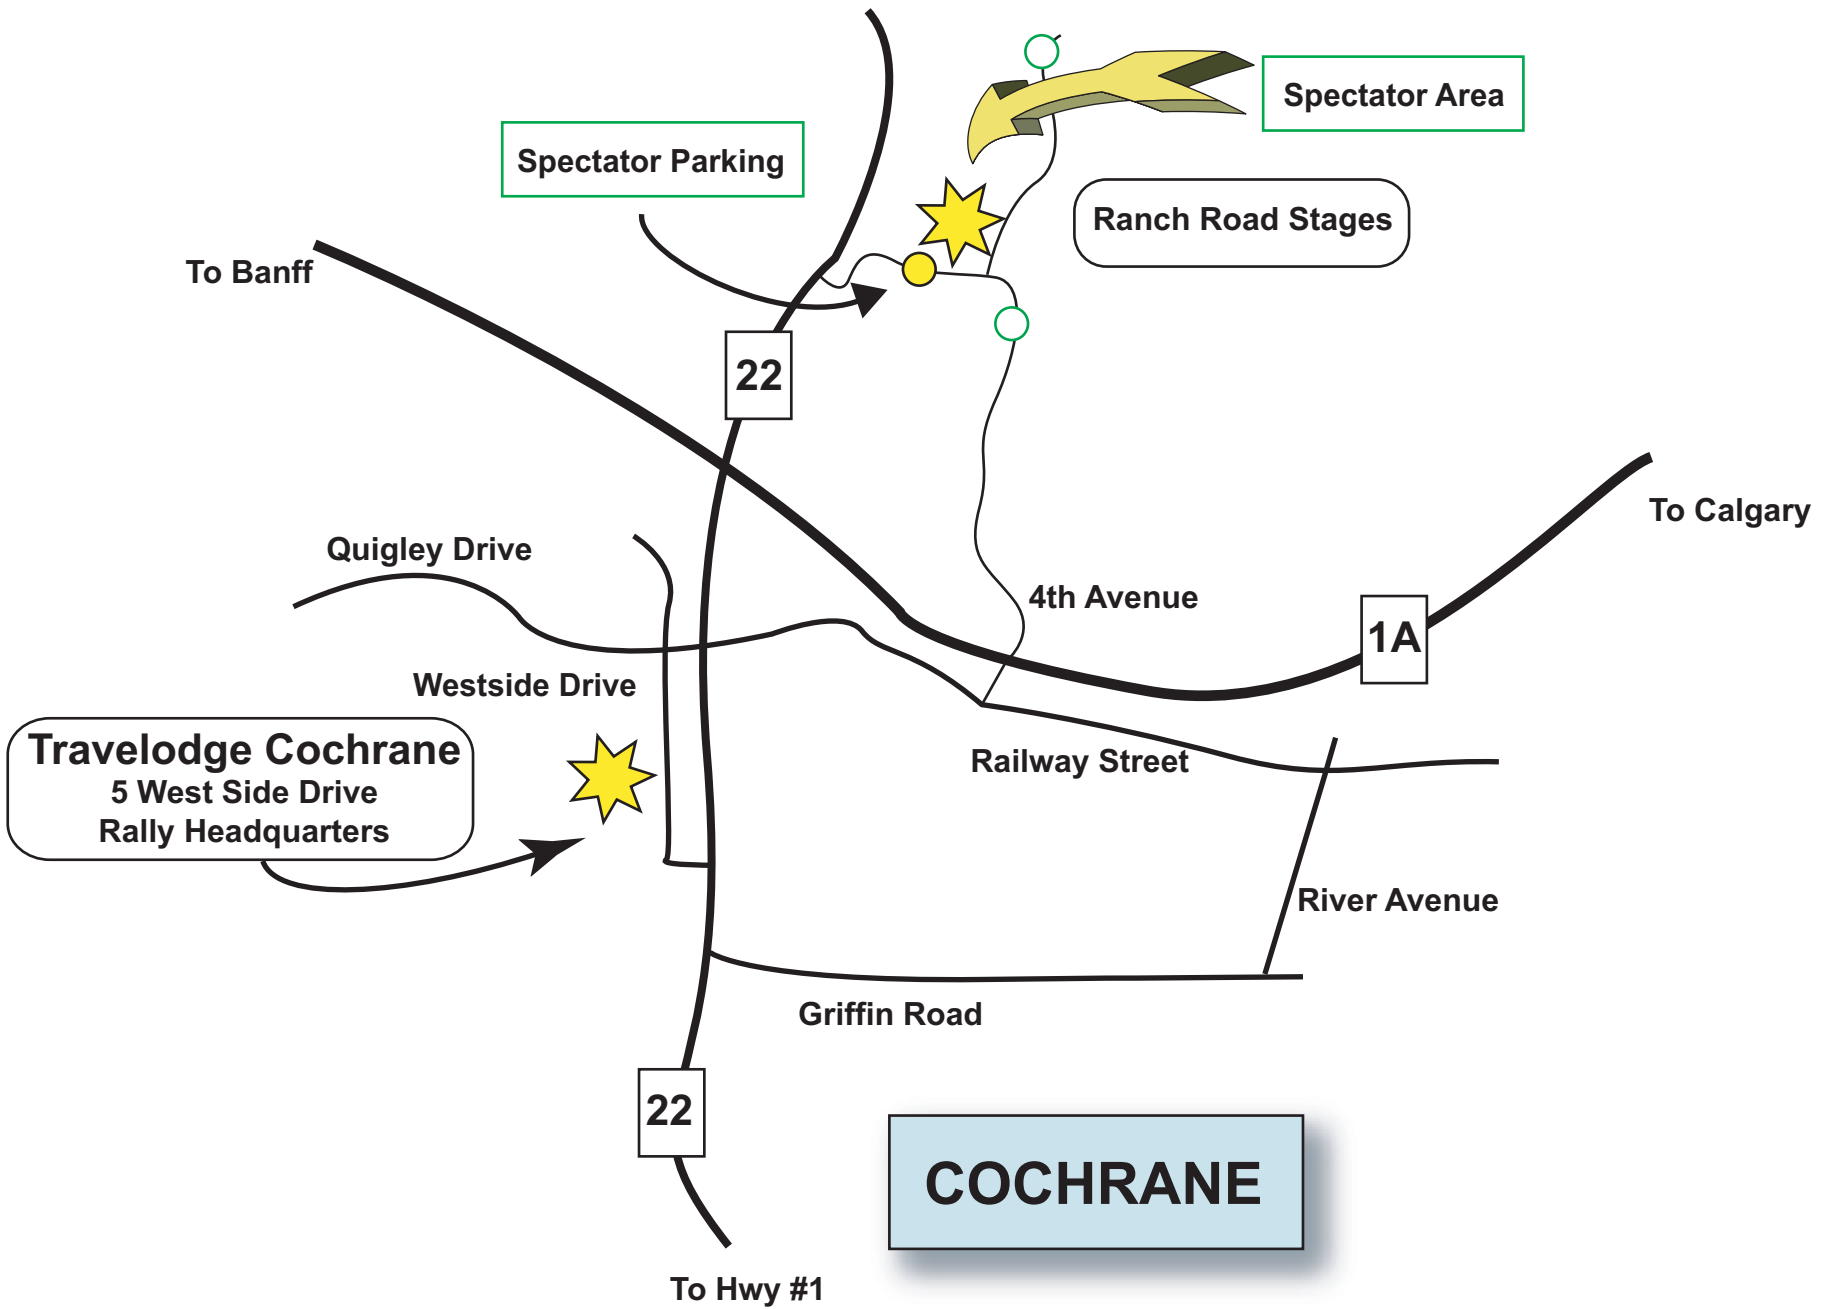 Spectator Area
Spectator Parking
Ranch Road Stages
To Banff
22
To Calgary
Quigley Drive
4th Avenue
1A
Westside Drive
Travelodge Cochrane
5 West Side Drive
Rally Headquarters
Railway Street
River Avenue
Griffin Road
22
COCHRANE
To Hwy #1